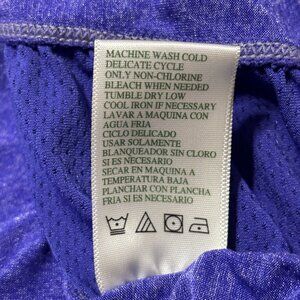 MACHINE WASH COLD
DELICATE CYCLE
ONLY NON-CHLORINE
BLEACH WHEN NEEDED
TUMBLE DRY LOW
COOL IRON IF NECESSARY
LAVAR A MAQUINA CON
AGUA FRIA
CICLO DELICADO
USAR SOLAMENTE
BLANQUEADOR SIN CLORO
SI ES NECESARIO
SECAR EN MAQUINA A
TEMPERATURA BAJA
PLANCHAR CON PLANCHA
FRIA SI ES NECESARIO